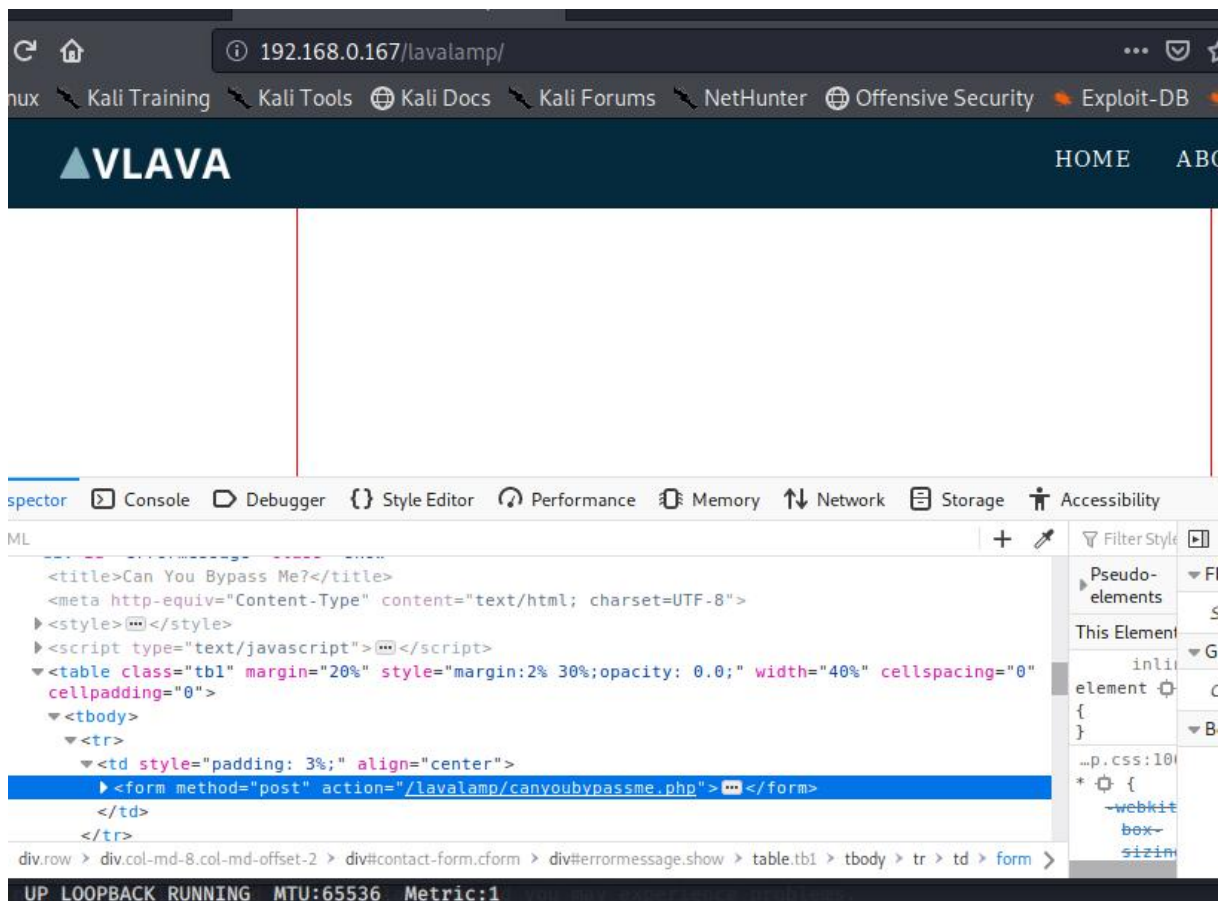 192.168.0.167/lavalamp/
nux Kali Training Kali Tools Kali Docs Kali Forums NetHunter Offensive Security Exploit-DB
VLAVA
HOME
spector Console Debugger {} Style Editor Performance Memory Network Storage Accessibility
ML + Filter Style
<title>Can You Bypass Me?</title>
<meta http-equiv="Content-Type" content="text/html; charset=UTF-8">
<style></style>
<script type="text/javascript"></script>
<table class="tb1" margin="20%" style="margin:2% 30%;opacity: 0.0;" width="40%" cellspacing="0"
cellpadding="0">
<tbody>
<tr>
<td style="padding: 3%;" align="center">
<form method="post" action="/lavalamp/canyoubypassme.php"></form>
</td>
</tr>
div.row > div.col-md-8.col-md-offset-2 > div#contact-form.cform > div#errormessage.show > table.tb1 > tbody > tr > td > form
Pseudo-
elements
This Element
element
{
}
* {
-webkit
box-
sizing
UP LOOPBACK RUNNING MTU:65536 Metric:1